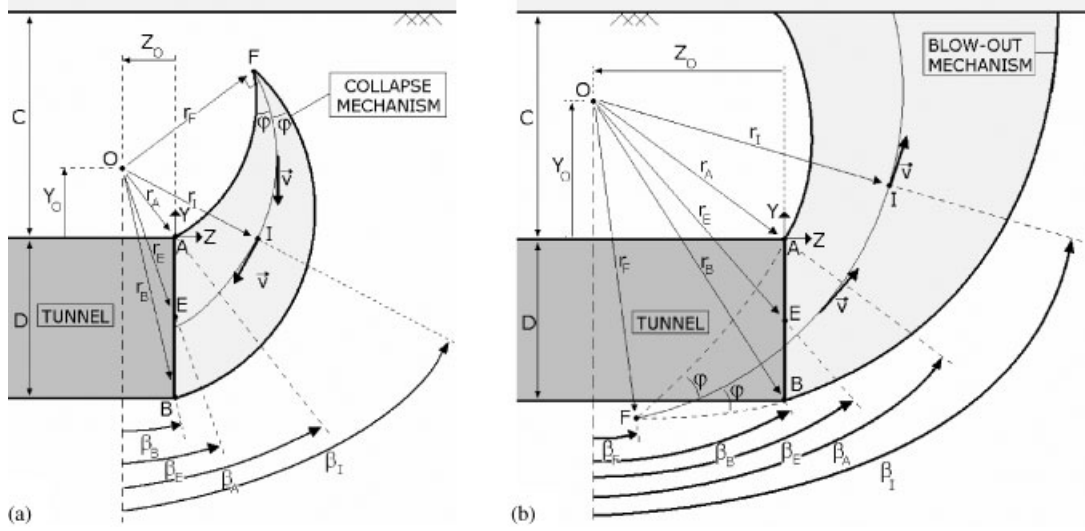 (a)
C
D
Z_O
Y_O
O
F
COLLAPSE
MECHANISM
r_F
φ φ
v⃗
r_A
r_I
Y
Z
A
I
r_E
v⃗
r_B
E
TUNNEL
B
β_B
β_E
β_A
β_I
(b)
C
D
BLOW-OUT
MECHANISM
Z_O
O
Y_O
r_I
r_A
v⃗
I
r_E
Y
Z
A
r_F
r_B
E
v⃗
TUNNEL
φ
φ
B
F
β_F
β_B
β_E
β_A
β_I